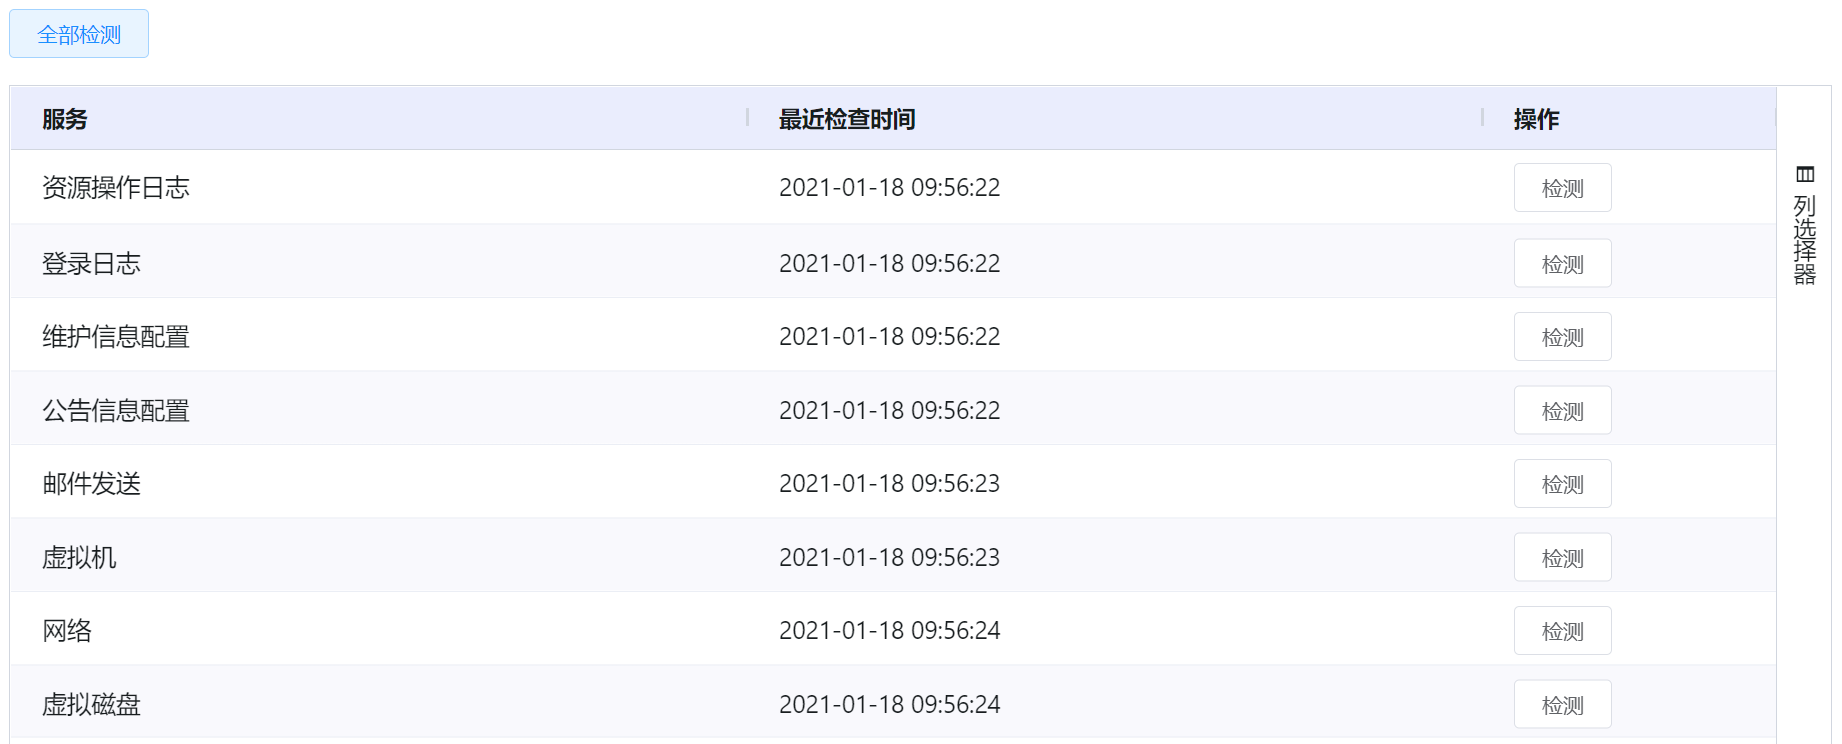 全部检测
服务 最近检查时间 操作
资源操作日志 2021-01-18 09:56:22 检测
登录日志 2021-01-18 09:56:22 检测
维护信息配置 2021-01-18 09:56:22 检测
公告信息配置 2021-01-18 09:56:22 检测
邮件发送 2021-01-18 09:56:23 检测
虚拟机 2021-01-18 09:56:23 检测
网络 2021-01-18 09:56:24 检测
虚拟磁盘 2021-01-18 09:56:24 检测
列选择器